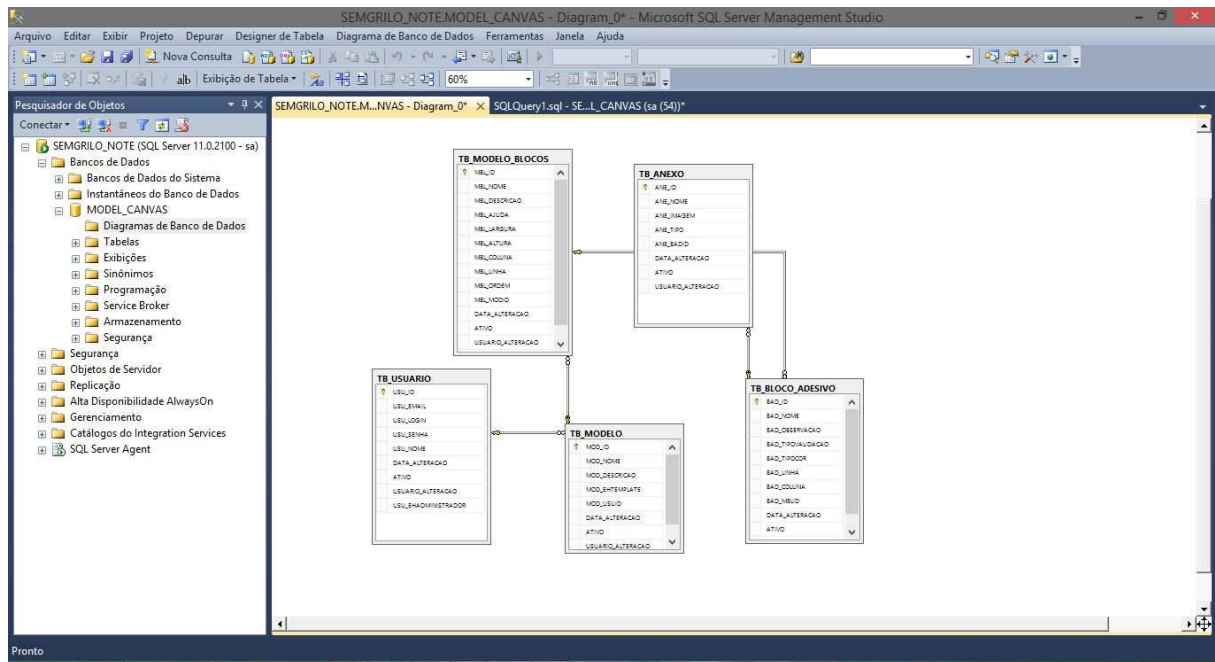 SEMGRILO_NOTE.MODEL_CANVAS - Diagram_0* - Microsoft SQL Server Management Studio
Arquivo Editar Exibir Projeto Depurar Designer de Tabela Diagrama de Banco de Dados Ferramentas Janela Ajuda
Nova Consulta
ab Exibição de Tabela 60%
Pesquisador de Objetos
SEMGRILO_NOTE.M...NVAS - Diagram_0* SQLQuery1.sql - SE...L_CANVAS (sa (54))*
Conectar
SEMGRILO_NOTE (SQL Server 11.0.2100 - sa)
Bancos de Dados
Bancos de Dados do Sistema
Instantâneos do Banco de Dados
MODEL_CANVAS
Diagramas de Banco de Dados
Tabelas
Exibições
Sinônimos
Programação
Service Broker
Armazenamento
Segurança
Segurança
Objetos de Servidor
Replicação
Alta Disponibilidade AlwaysOn
Gerenciamento
Catálogos do Integration Services
SQL Server Agent
TB_MODELO_BLOCOS
MBL_ID
MBL_NOME
MBL_DESCRICAO
MBL_AJUDA
MBL_LARGURA
MBL_ALTURA
MBL_COLUNA
MBL_LINHA
MBL_ORDEM
MBL_MODID
DATA_ALTERACAO
ATIVO
USUARIO_ALTERACAO
TB_ANEXO
ANE_ID
ANE_NOME
ANE_IMAGEM
ANE_TIPO
ANE_BADID
DATA_ALTERACAO
ATIVO
USUARIO_ALTERACAO
TB_USUARIO
USU_ID
USU_EMAIL
USU_LOGIN
USU_SENHA
USU_NOME
DATA_ALTERACAO
ATIVO
USUARIO_ALTERACAO
USU_EHADMINISTRADOR
TB_MODELO
MOD_ID
MOD_NOME
MOD_DESCRICAO
MOD_EHTEMPLATE
MOD_USUID
DATA_ALTERACAO
ATIVO
USUARIO_ALTERACAO
TB_BLOCO_ADESIVO
BAD_ID
BAD_NOME
BAD_OBSERVACAO
BAD_TIPOVALIDACAO
BAD_TIPOCOR
BAD_LINHA
BAD_COLUNA
BAD_MBLID
DATA_ALTERACAO
ATIVO
Pronto